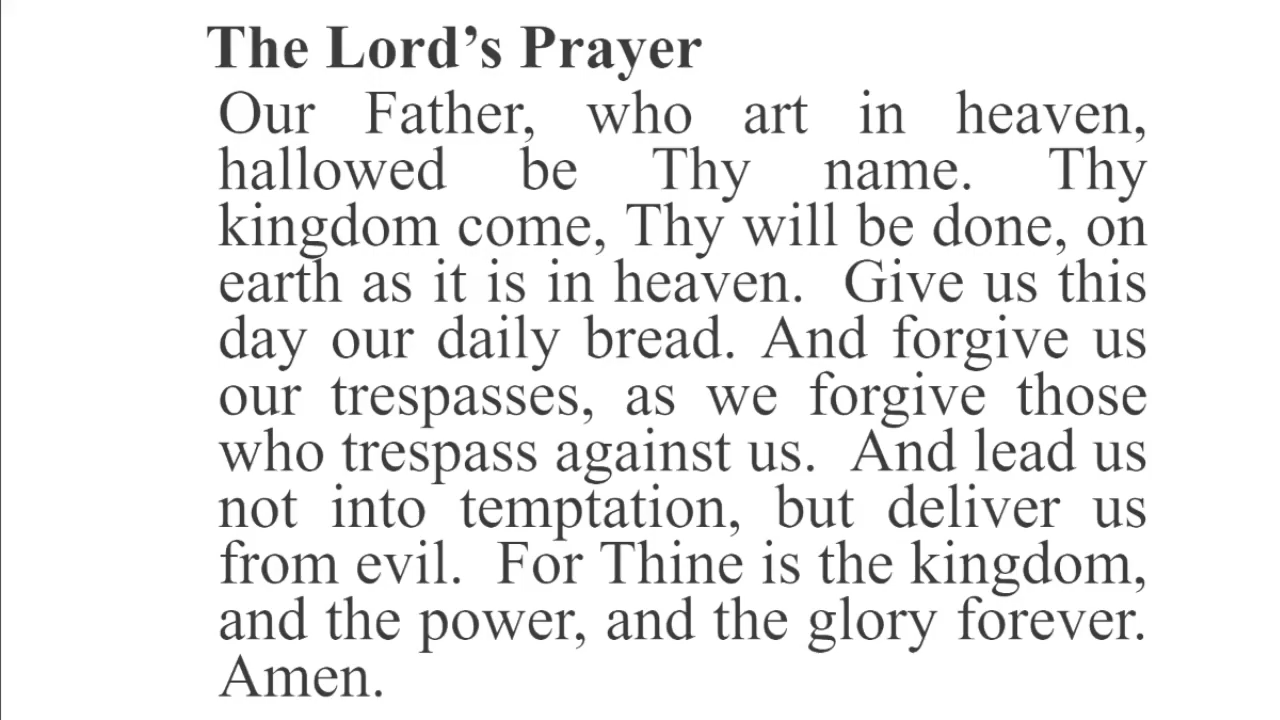 The Lord’s Prayer
Our Father, who art in heaven,
hallowed be Thy name. Thy
kingdom come, Thy will be done, on
earth as it is in heaven.  Give us this
day our daily bread. And forgive us
our trespasses, as we forgive those
who trespass against us.  And lead us
not into temptation, but deliver us
from evil.  For Thine is the kingdom,
and the power, and the glory forever.
Amen.